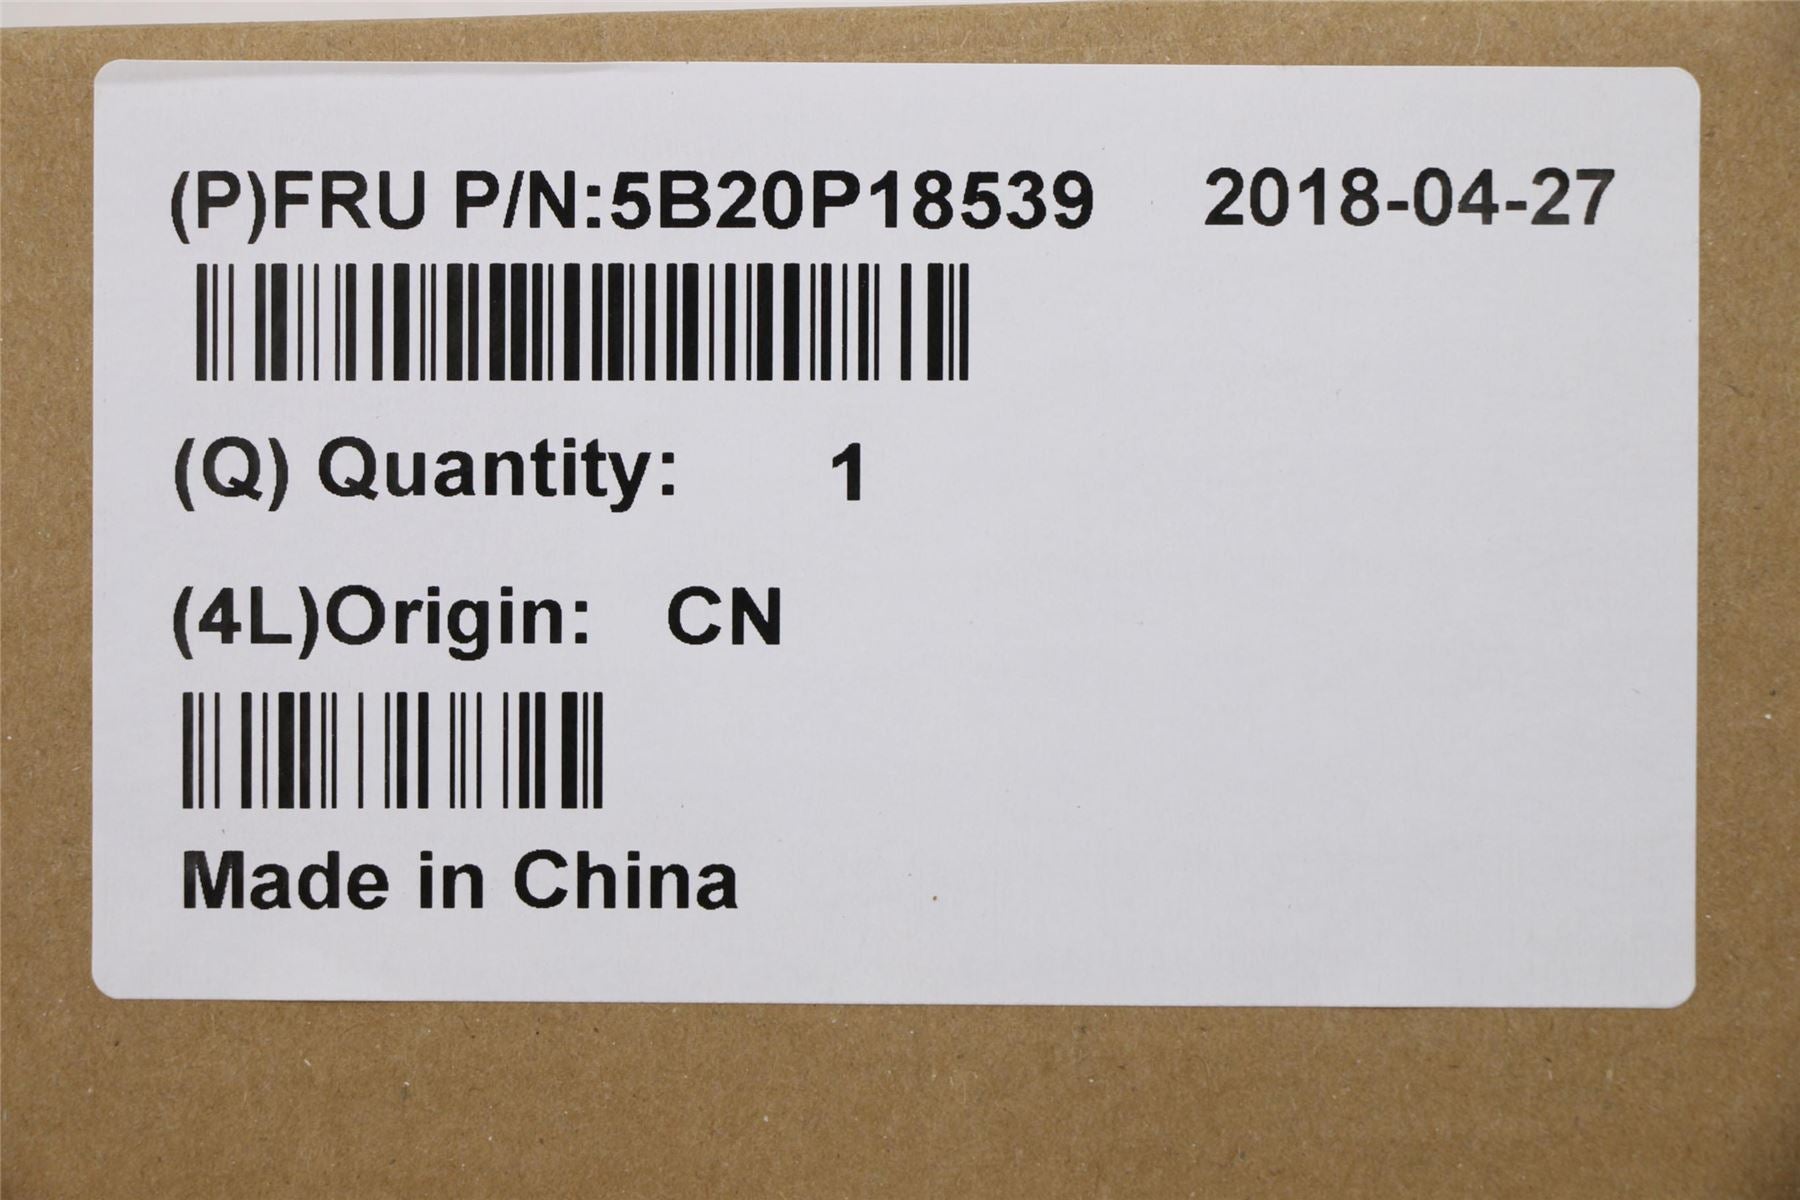 (P)FRU P/N:5B20P18539 2018-04-27
(Q) Quantity: 1
(4L)Origin: CN
Made in China